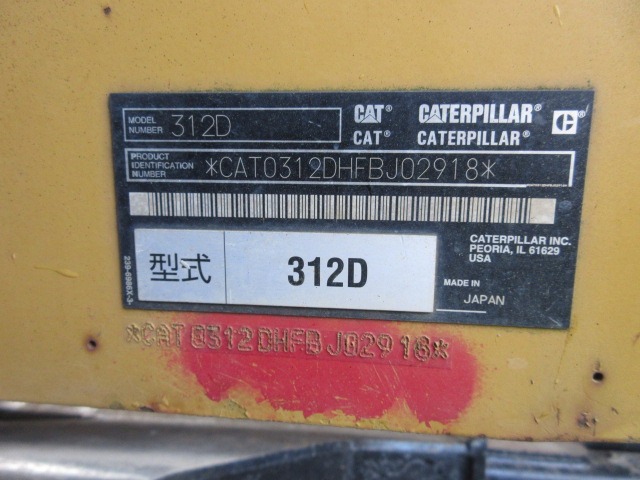 MODEL NUMBER 312D
CAT® CATERPILLAR® C
CAT® CATERPILLAR®
PRODUCT IDENTIFICATION NUMBER *CAT0312DHFBJ02918*
型式 312D
CATERPILLAR INC.
PEORIA, IL 61629
USA
MADE IN
JAPAN
*CAT0312DHFBJ02918*